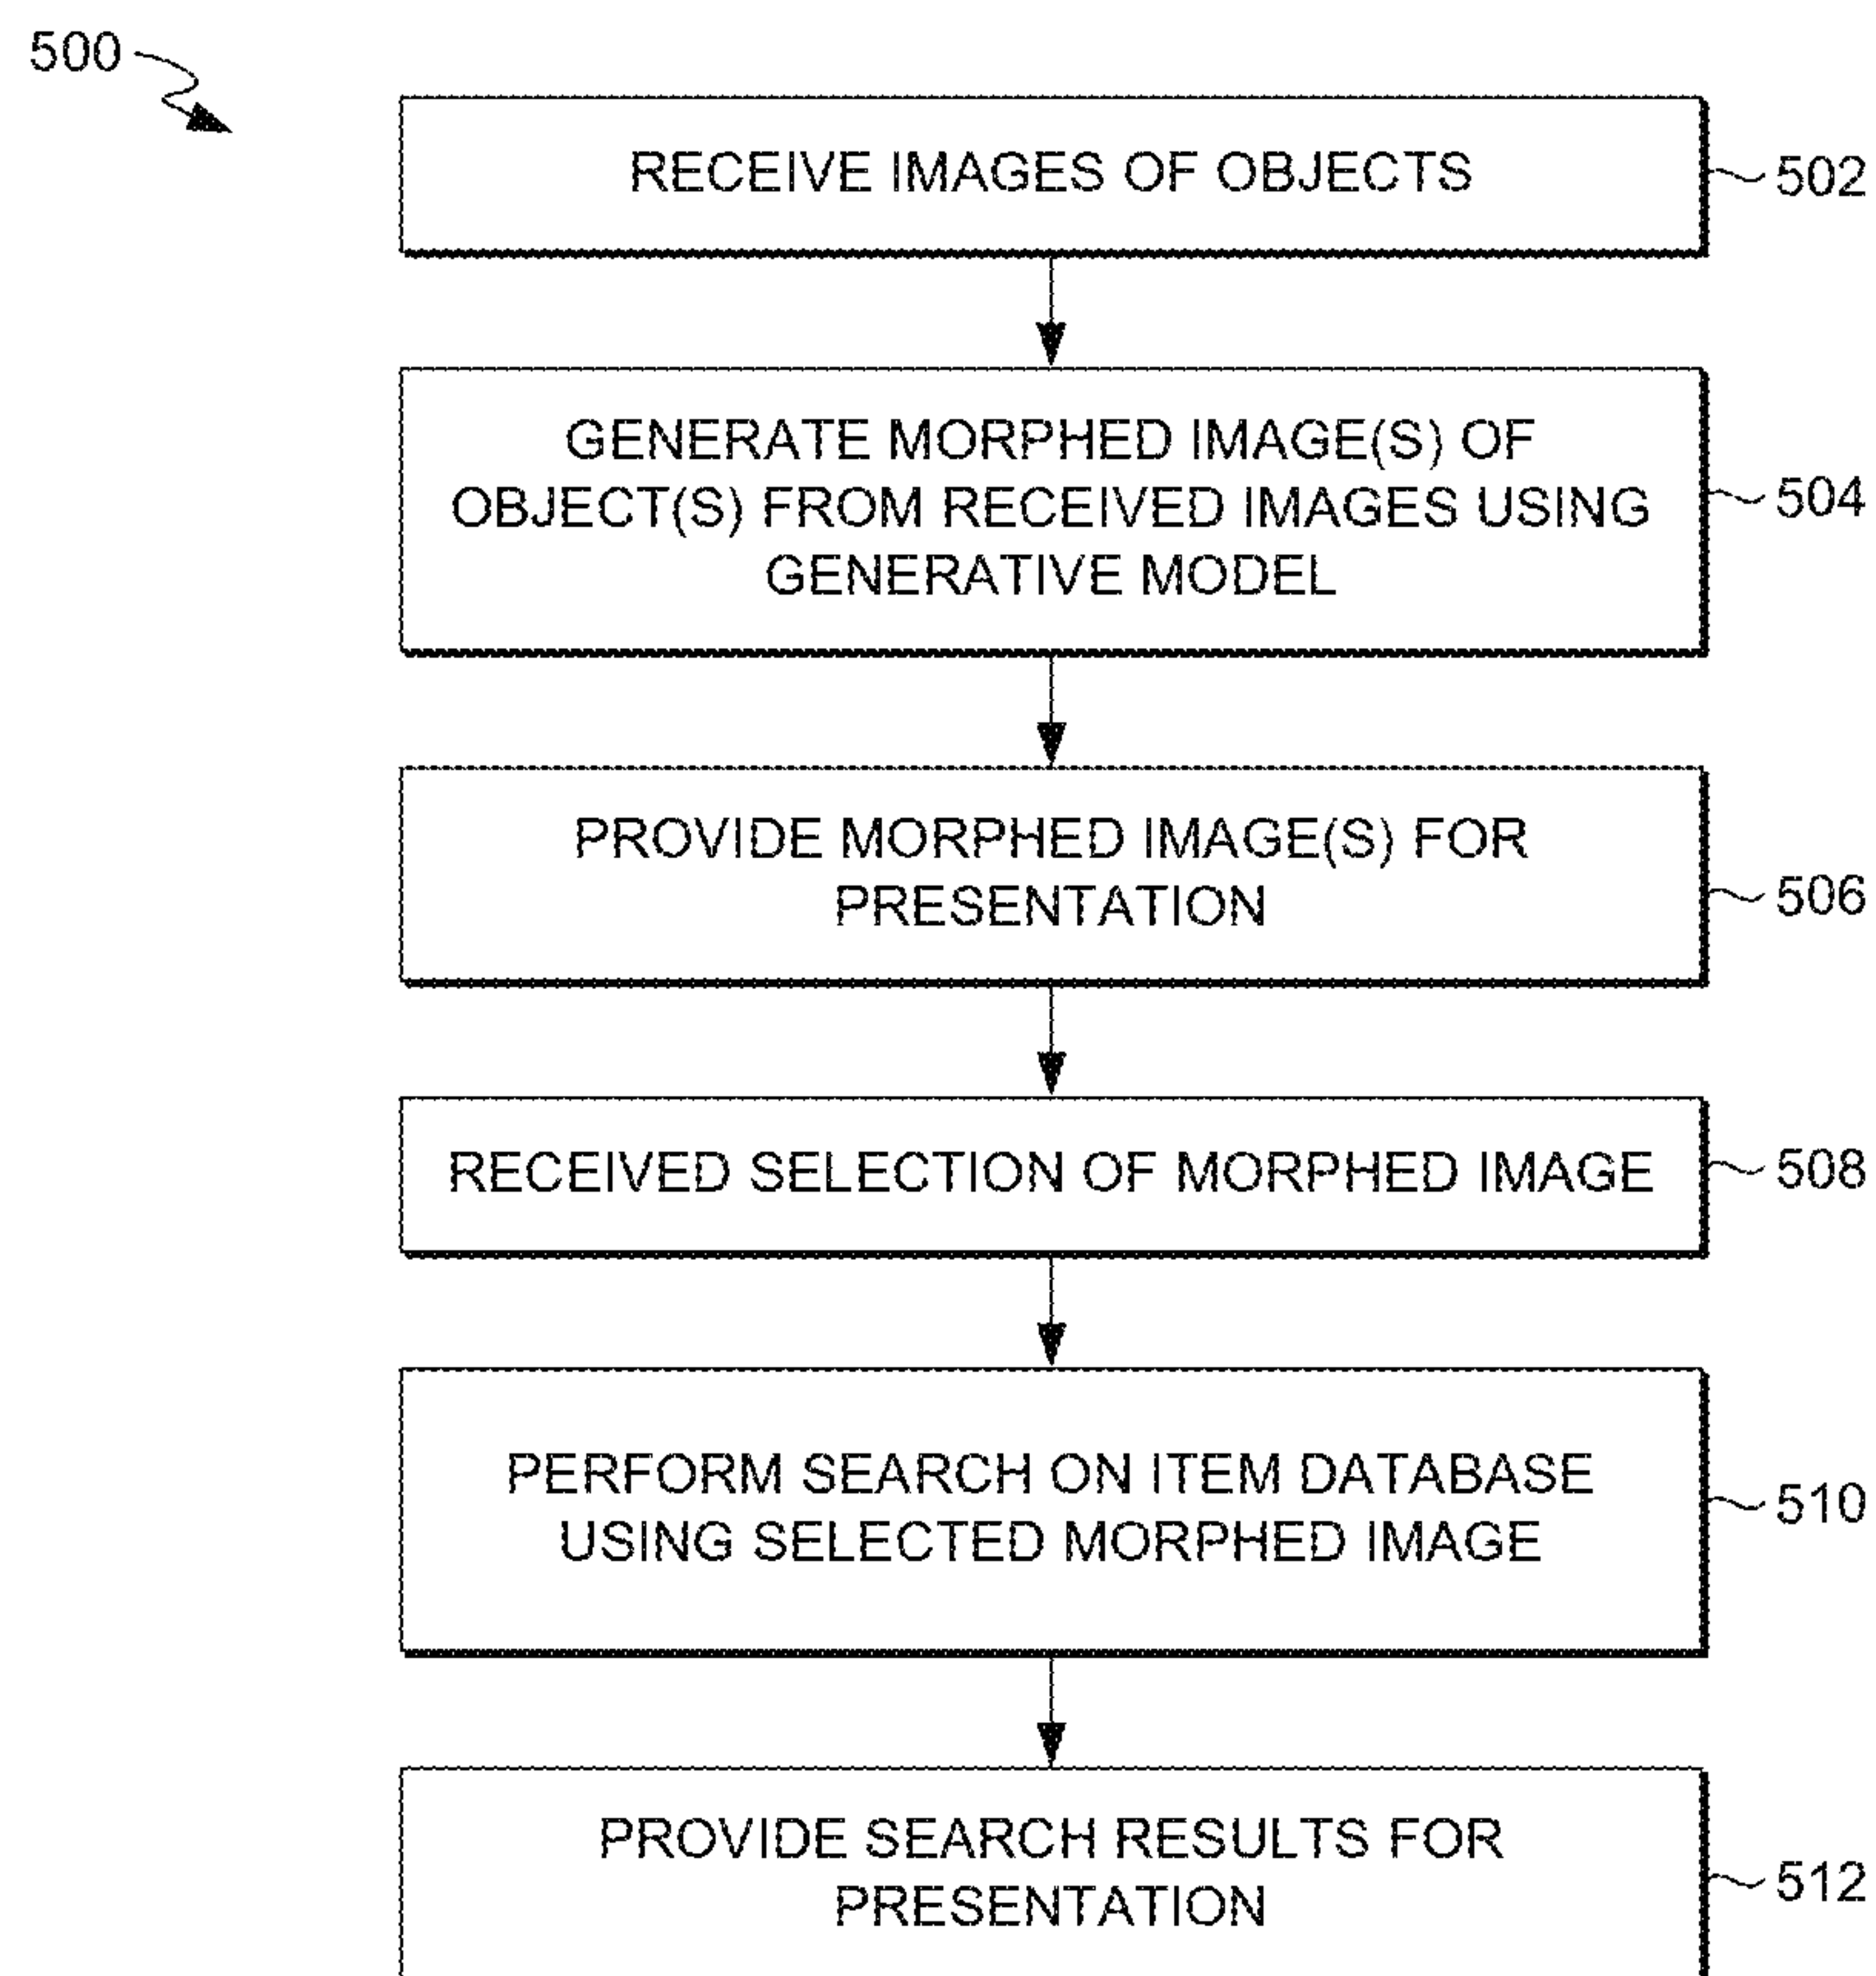 500
RECEIVE IMAGES OF OBJECTS
502
GENERATE MORPHED IMAGE(S) OF
OBJECT(S) FROM RECEIVED IMAGES USING
GENERATIVE MODEL
504
PROVIDE MORPHED IMAGE(S) FOR
PRESENTATION
506
RECEIVED SELECTION OF MORPHED IMAGE
508
PERFORM SEARCH ON ITEM DATABASE
USING SELECTED MORPHED IMAGE
510
PROVIDE SEARCH RESULTS FOR
PRESENTATION
512